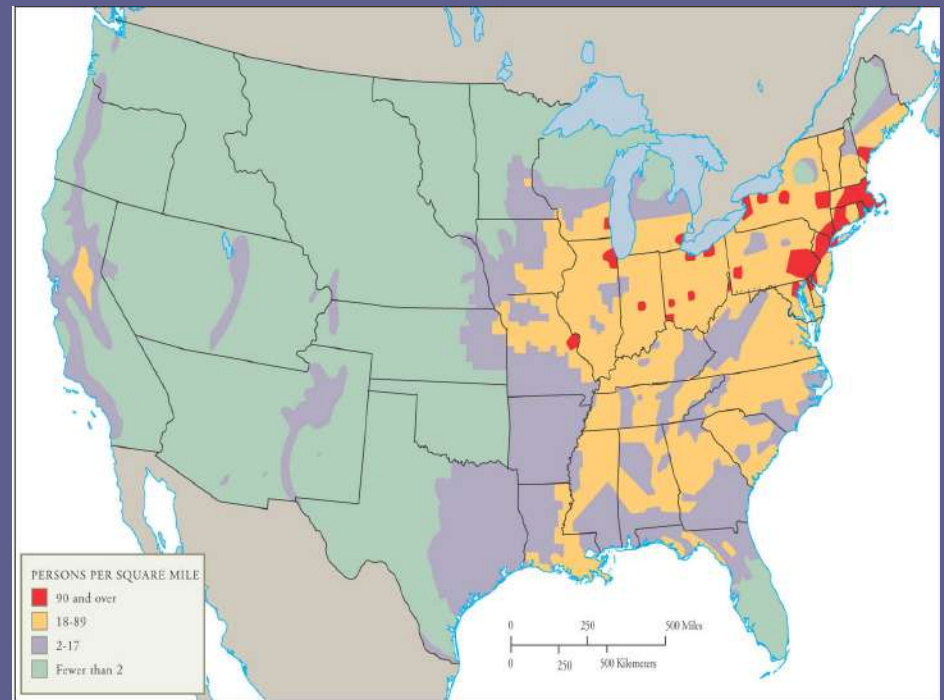 PERSONS PER SQUARE MILE
90 and over
18-89
2-17
Fewer than 2
0 250 500 Miles
0 250 500 Kilometers